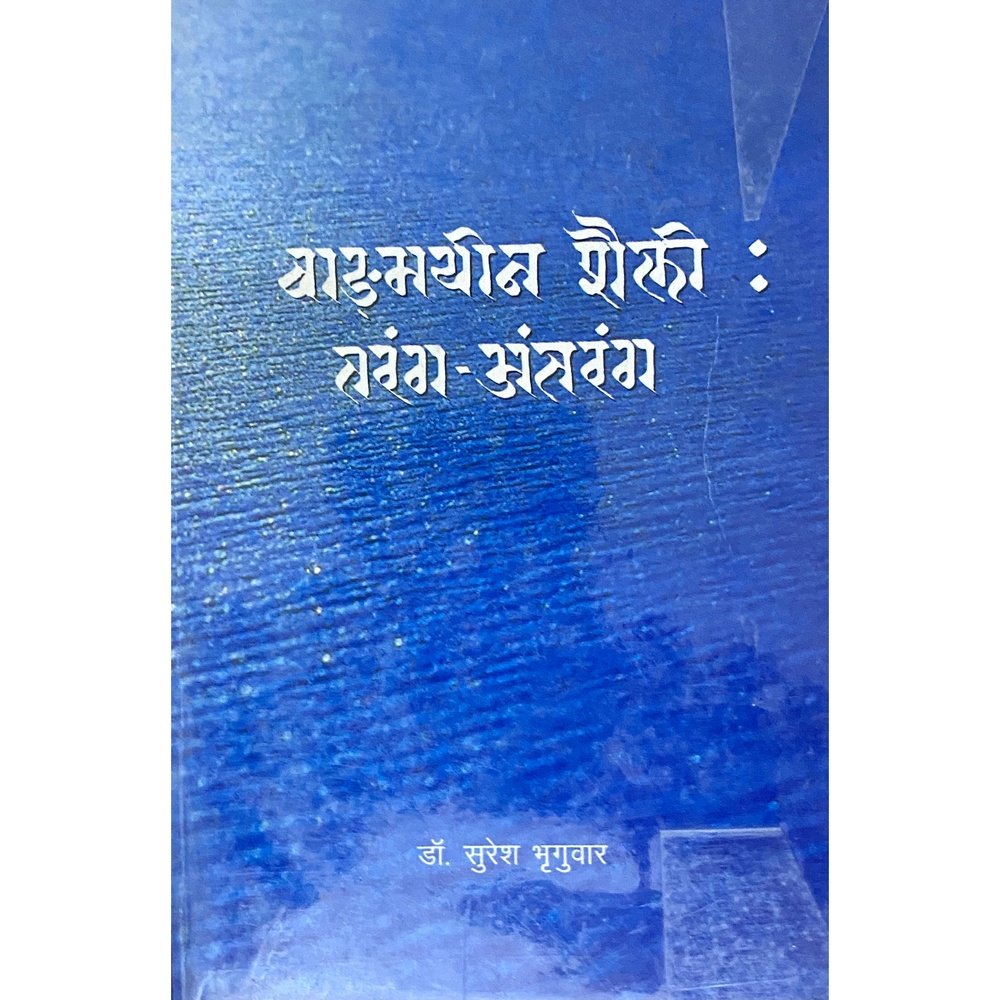 वाङ्मयीन शैली :
तरंग-अंतरंग
डॉ. सुरेश भृगुवार